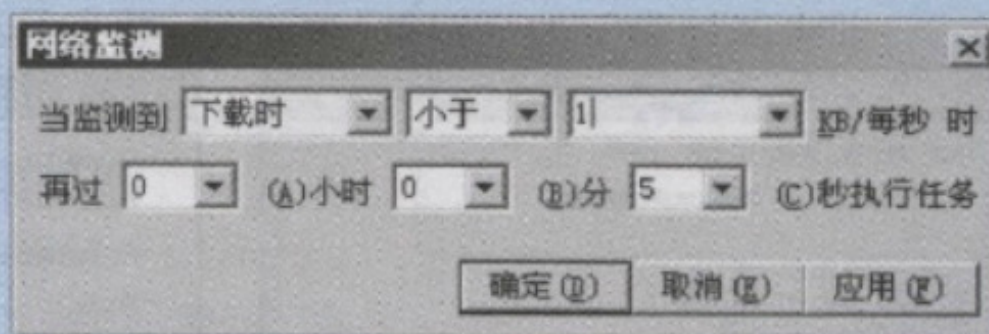 网络监测
当监测到 下载时 小于 1 KB/每秒 时
再过 0 (A)小时 0 (B)分 5 (C)秒执行任务
确定(D) 取消(E) 应用(F)